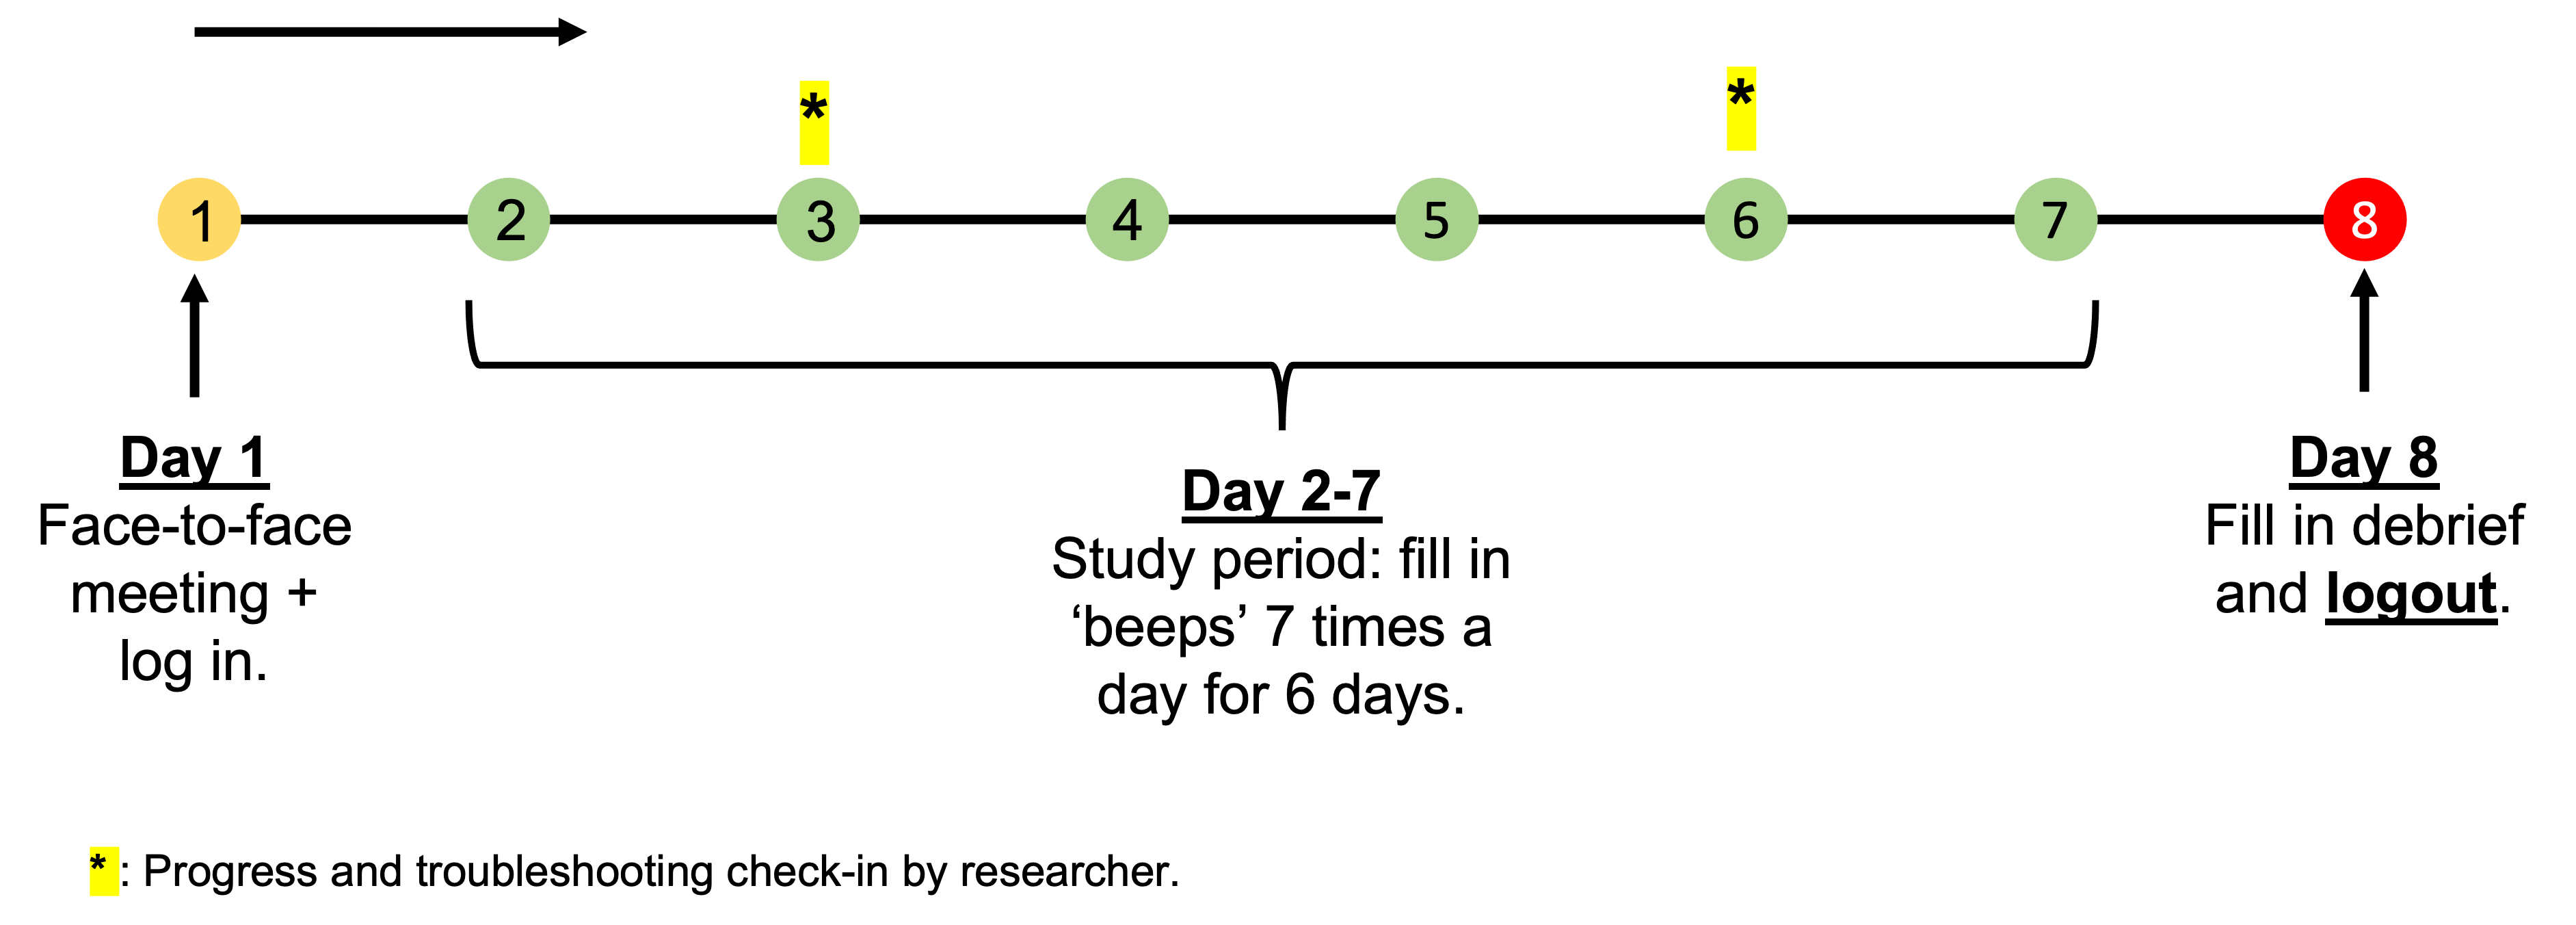 * *
1 2 3 4 5 6 7 8
Day 1
Face-to-face
meeting +
log in.
Day 2-7
Study period: fill in
‘beeps’ 7 times a
day for 6 days.
Day 8
Fill in debrief
and logout.
* : Progress and troubleshooting check-in by researcher.